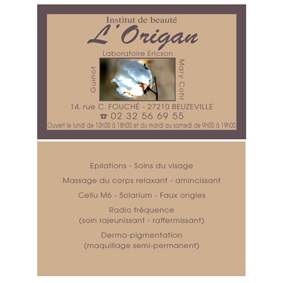 Institut de beauté
L'Origan
Laboratoire Ericson
Guinot
Mary Cohr
14, rue C. FOUCHÉ - 27210 BEUZEVILLE
☎ 02 32 56 69 55
Ouvert le lundi de 10h00 à 18h00 et du mardi au samedi de 9h00 à 19h00
Epilations - Soins du visage
Massage du corps relaxant - amincissant
Cellu M6 - Solarium - Faux ongles
Radio fréquence
(soin rajeunissant - raffermissant)
Dermo-pigmentation
(maquillage semi-permanent)